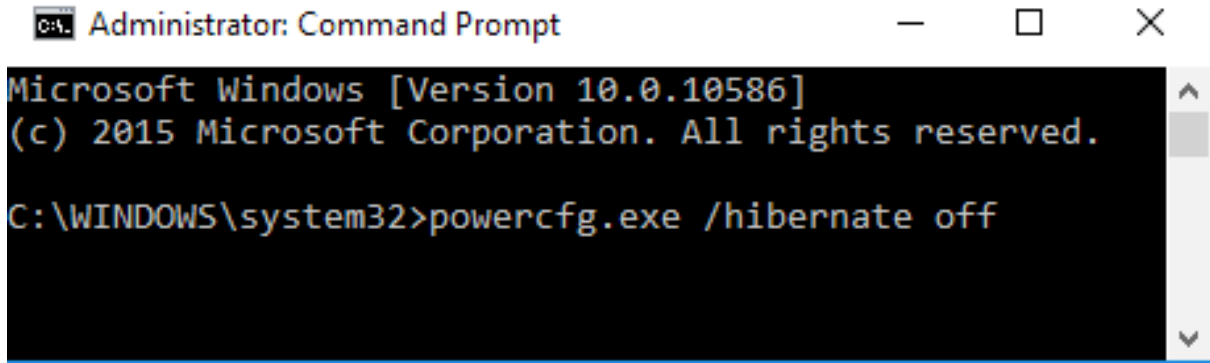 Administrator: Command Prompt
Microsoft Windows [Version 10.0.10586]
(c) 2015 Microsoft Corporation. All rights reserved.
C:\WINDOWS\system32>powercfg.exe /hibernate off